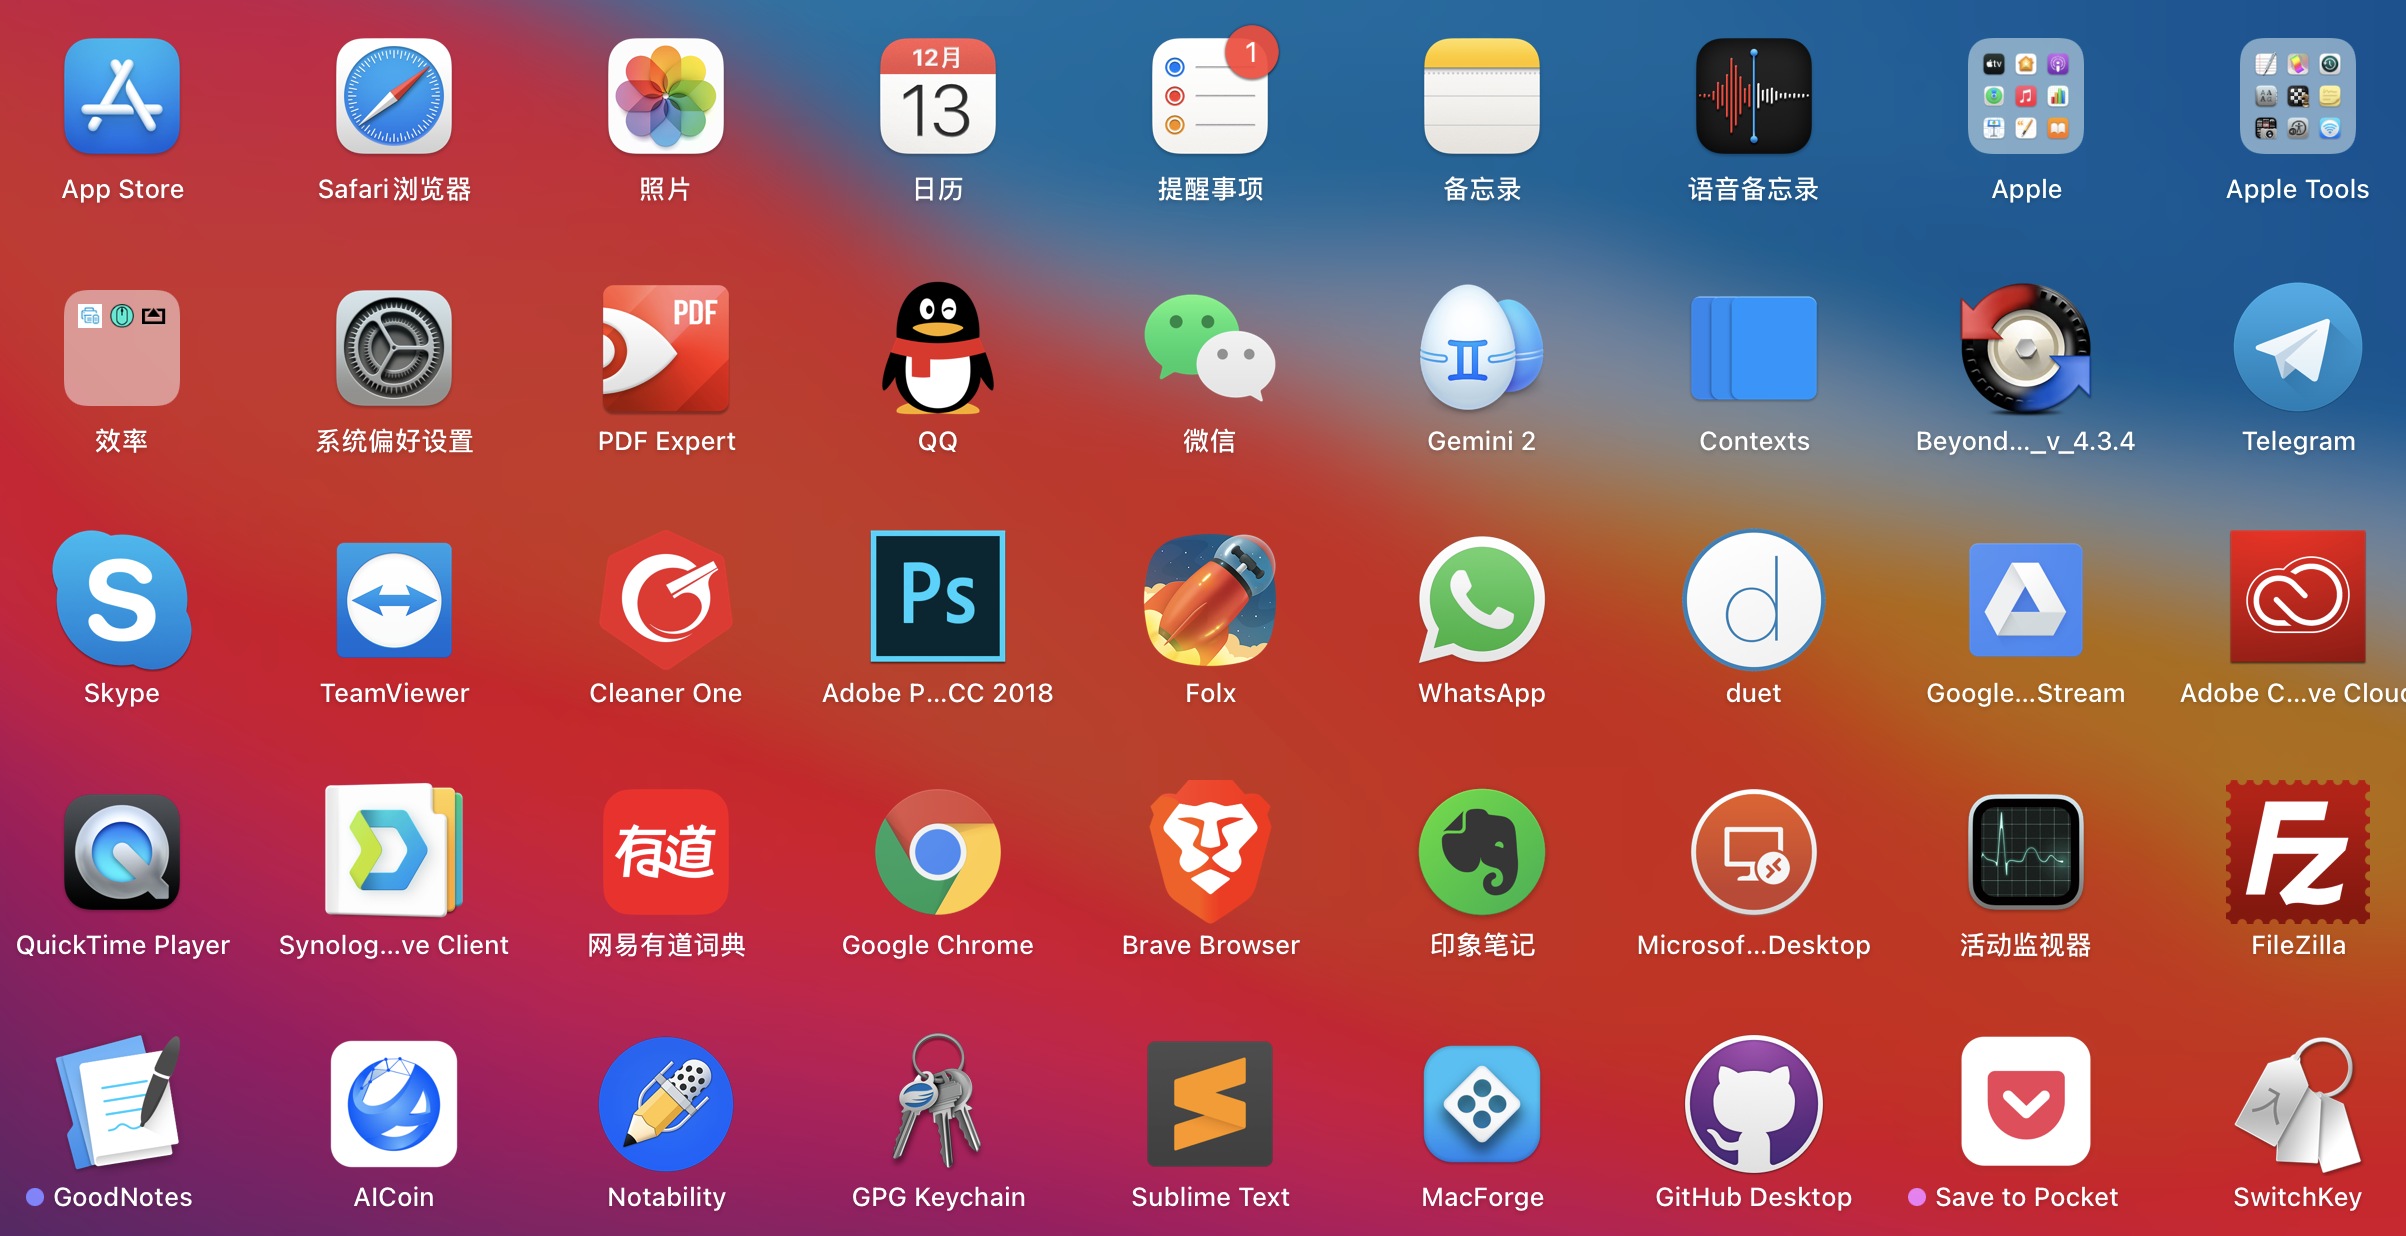 12月
13
1
App Store
Safari浏览器
照片
日历
提醒事项
备忘录
语音备忘录
Apple
Apple Tools
PDF
效率
系统偏好设置
PDF Expert
QQ
微信
Gemini 2
Contexts
Beyond..._v_4.3.4
Telegram
S
Ps
d
Skype
TeamViewer
Cleaner One
Adobe P...CC 2018
Folx
WhatsApp
duet
Google...Stream
Adobe C...ve Cloud
有道
Fz
QuickTime Player
Synolog...ve Client
网易有道词典
Google Chrome
Brave Browser
印象笔记
Microsof...Desktop
活动监视器
FileZilla
入
GoodNotes
AICoin
Notability
GPG Keychain
Sublime Text
MacForge
GitHub Desktop
Save to Pocket
SwitchKey